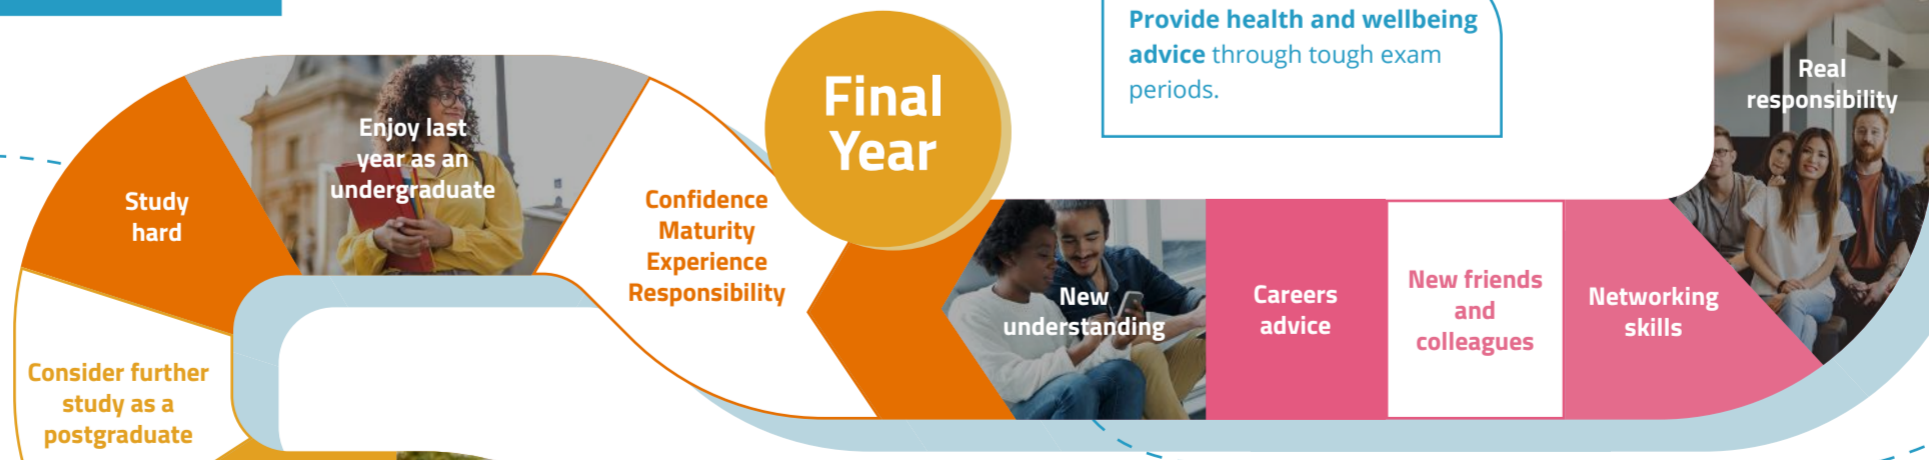 Provide health and wellbeing
advice through tough exam
periods.
Real
responsibility
Final
Year
Enjoy last
year as an
undergraduate
Study
hard
Confidence
Maturity
Experience
Responsibility
New
understanding
Careers
advice
New friends
and
colleagues
Networking
skills
Consider further
study as a
postgraduate